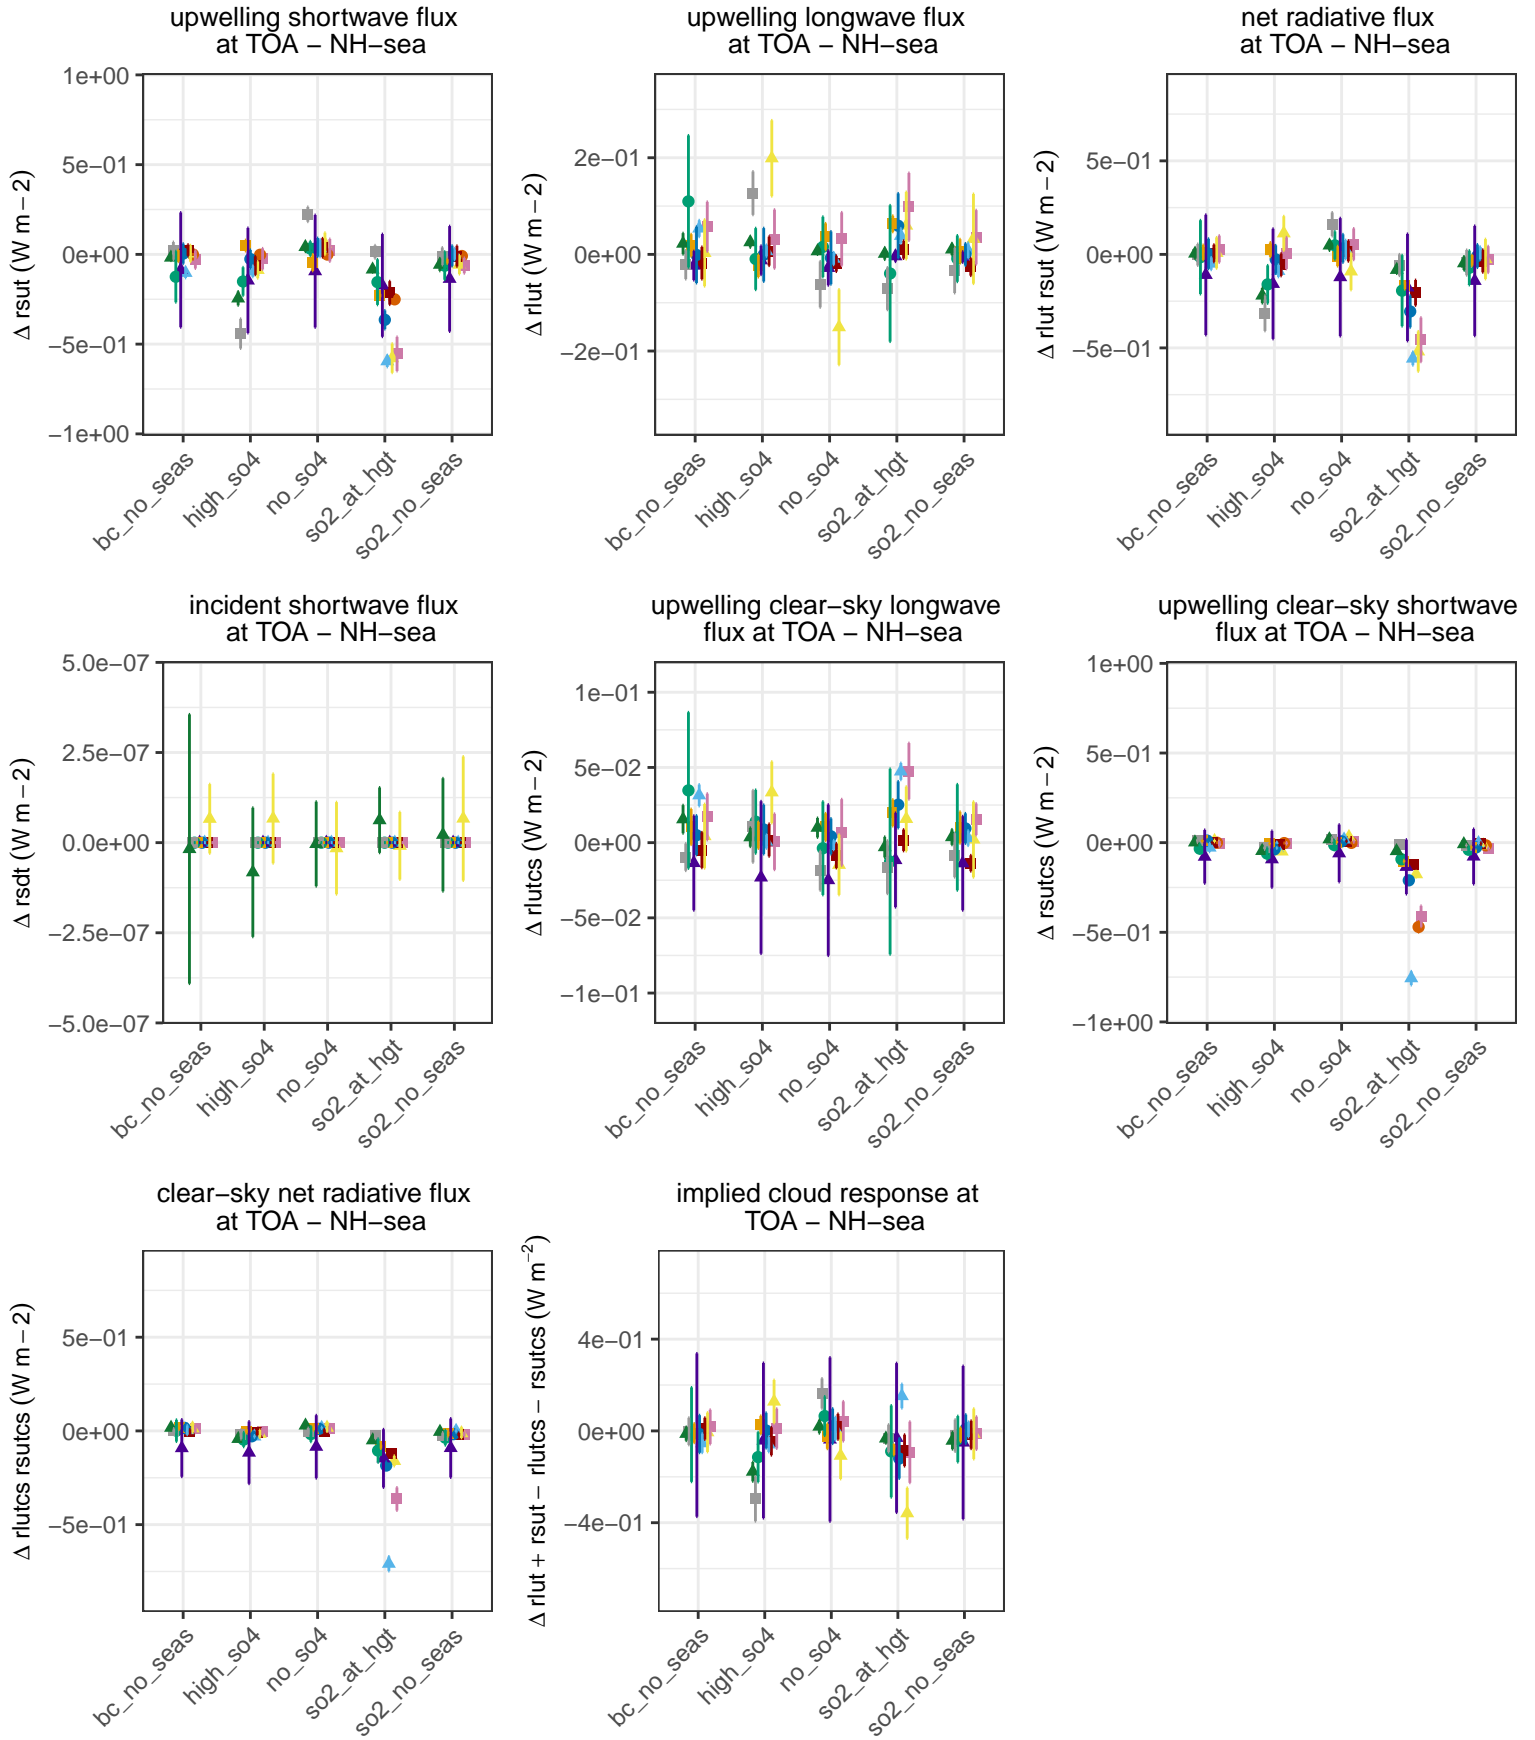 upwelling shortwave flux
at TOA − NH−sea
upwelling longwave flux
at TOA − NH−sea
net radiative flux
at TOA − NH−sea
Δ rsut (W m − 2)
1e+00
5e−01
0e+00
−5e−01
−1e+00
bc_no_seas
high_so4
no_so4
so2_at_hgt
so2_no_seas
Δ rlut (W m − 2)
2e−01
0e+00
−2e−01
bc_no_seas
high_so4
no_so4
so2_at_hgt
so2_no_seas
Δ rlut rsut (W m − 2)
5e−01
0e+00
−5e−01
bc_no_seas
high_so4
no_so4
so2_at_hgt
so2_no_seas
incident shortwave flux
at TOA − NH−sea
upwelling clear−sky longwave
flux at TOA − NH−sea
upwelling clear−sky shortwave
flux at TOA − NH−sea
Δ rsdt (W m − 2)
5.0e−07
2.5e−07
0.0e+00
−2.5e−07
−5.0e−07
bc_no_seas
high_so4
no_so4
so2_at_hgt
so2_no_seas
Δ rlutcs (W m − 2)
1e−01
5e−02
0e+00
−5e−02
−1e−01
bc_no_seas
high_so4
no_so4
so2_at_hgt
so2_no_seas
Δ rsutcs (W m − 2)
1e+00
5e−01
0e+00
−5e−01
−1e+00
bc_no_seas
high_so4
no_so4
so2_at_hgt
so2_no_seas
clear−sky net radiative flux
at TOA − NH−sea
implied cloud response at
TOA − NH−sea
Δ rlutcs rsutcs (W m − 2)
5e−01
0e+00
−5e−01
bc_no_seas
high_so4
no_so4
so2_at_hgt
so2_no_seas
Δ rlut + rsut − rlutcs − rsutcs (W m⁻²)
4e−01
0e+00
−4e−01
bc_no_seas
high_so4
no_so4
so2_at_hgt
so2_no_seas